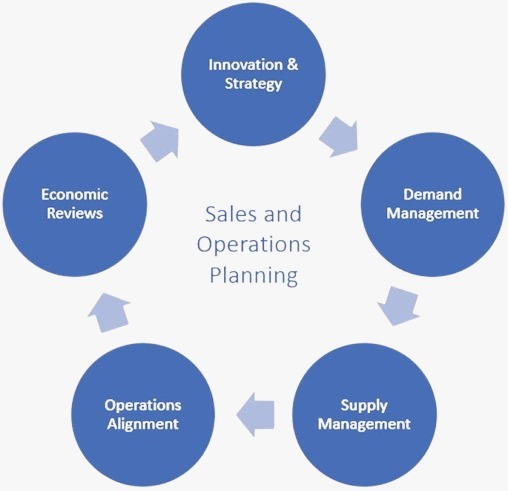 Innovation &
Strategy
Demand
Management
Supply
Management
Operations
Alignment
Economic
Reviews
Sales and
Operations
Planning